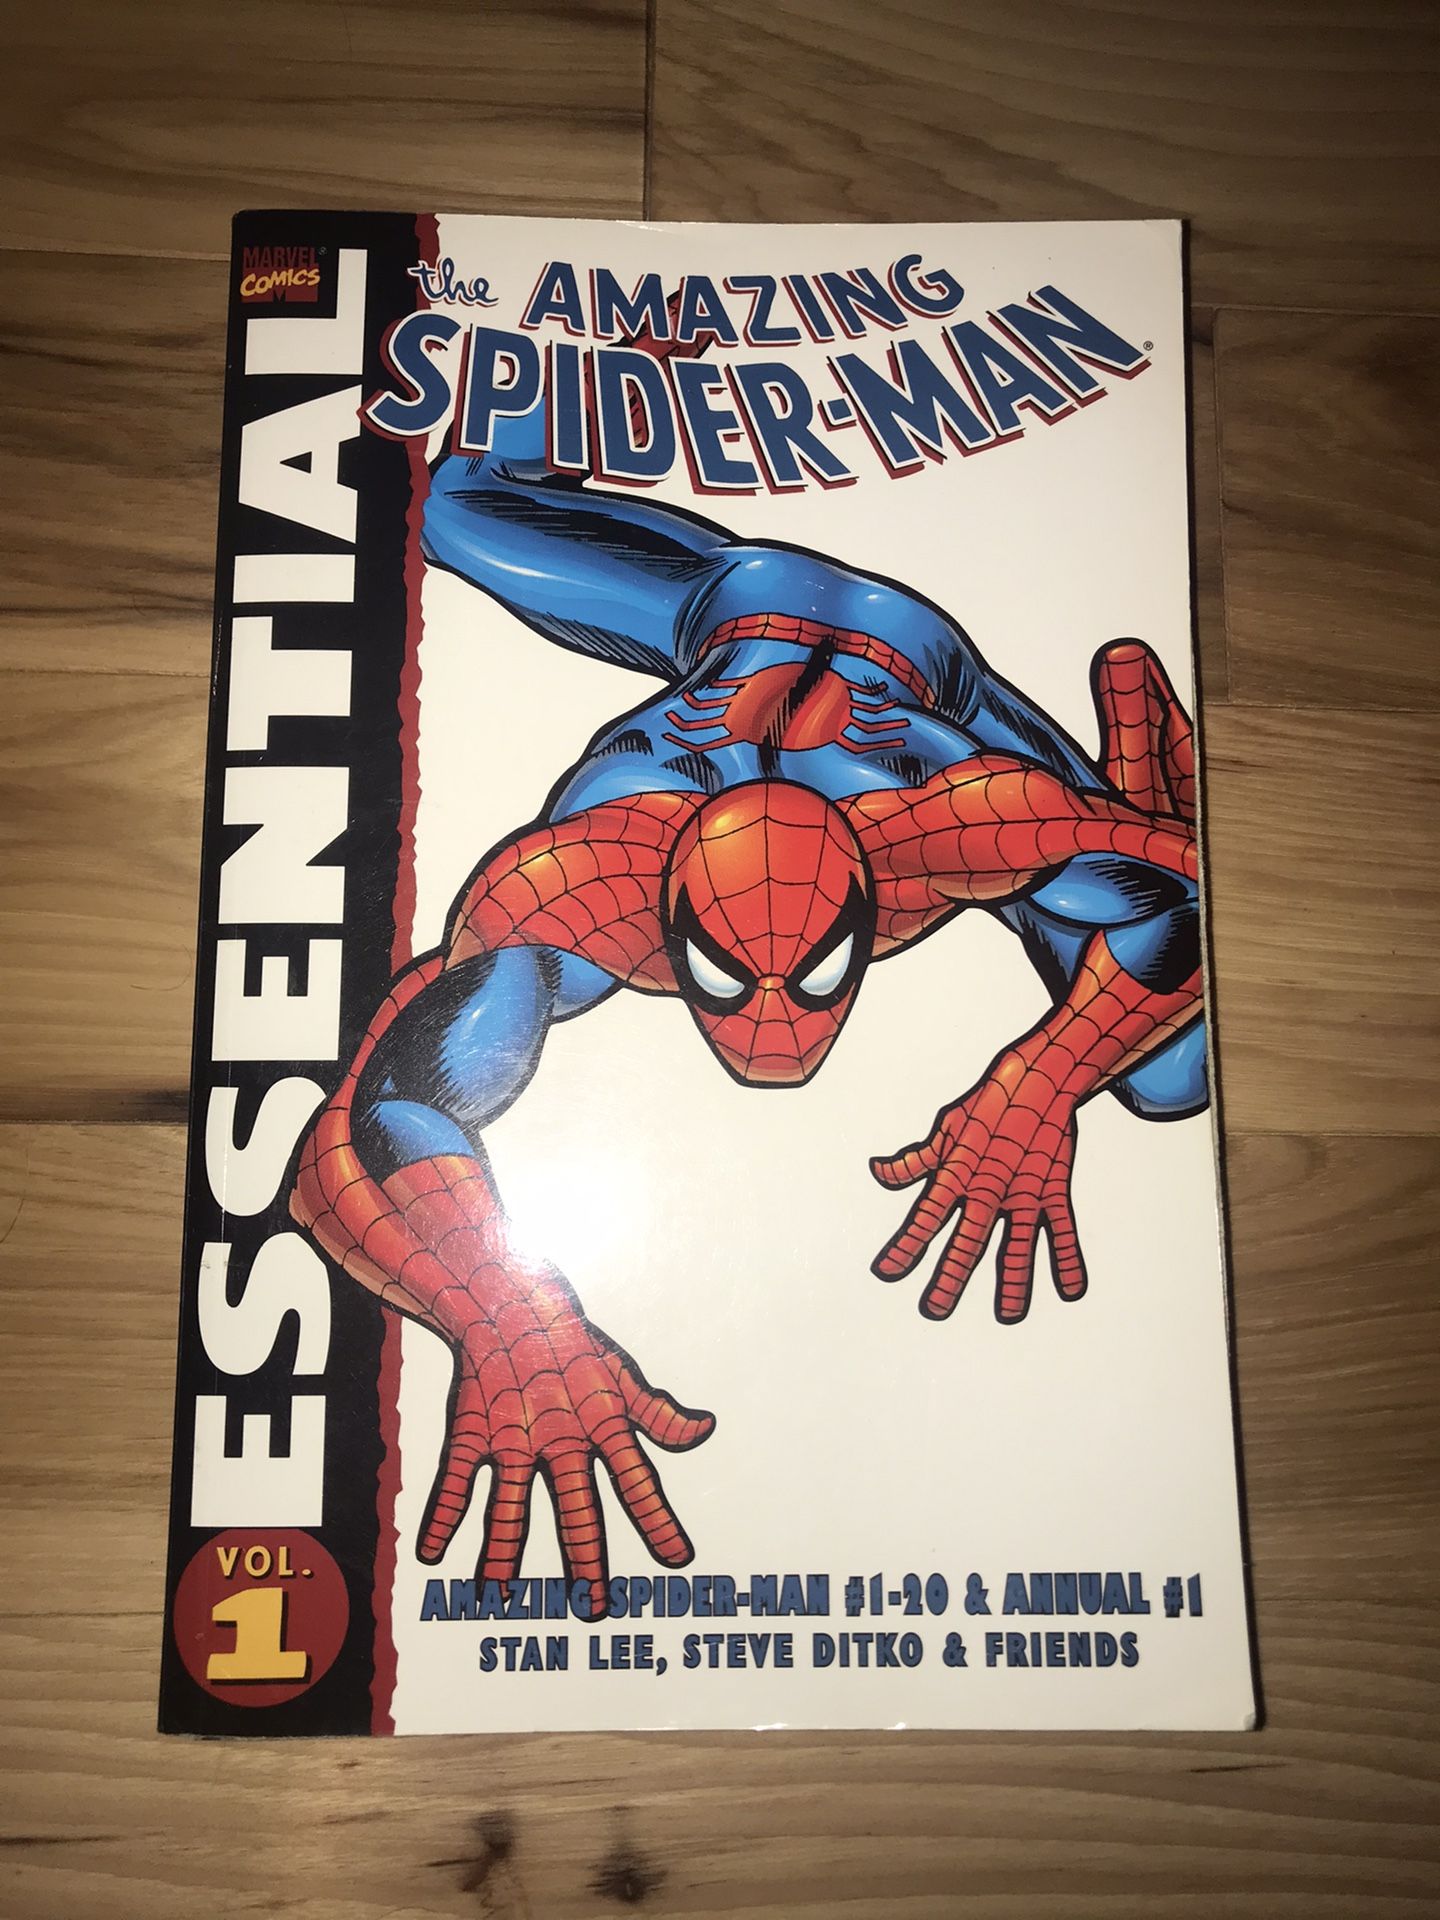 MARVEL®
COMICS
ESSENTIAL
VOL.
1
the AMAZING
SPIDER-MAN®
AMAZING SPIDER-MAN #1-20 & ANNUAL #1
STAN LEE, STEVE DITKO & FRIENDS